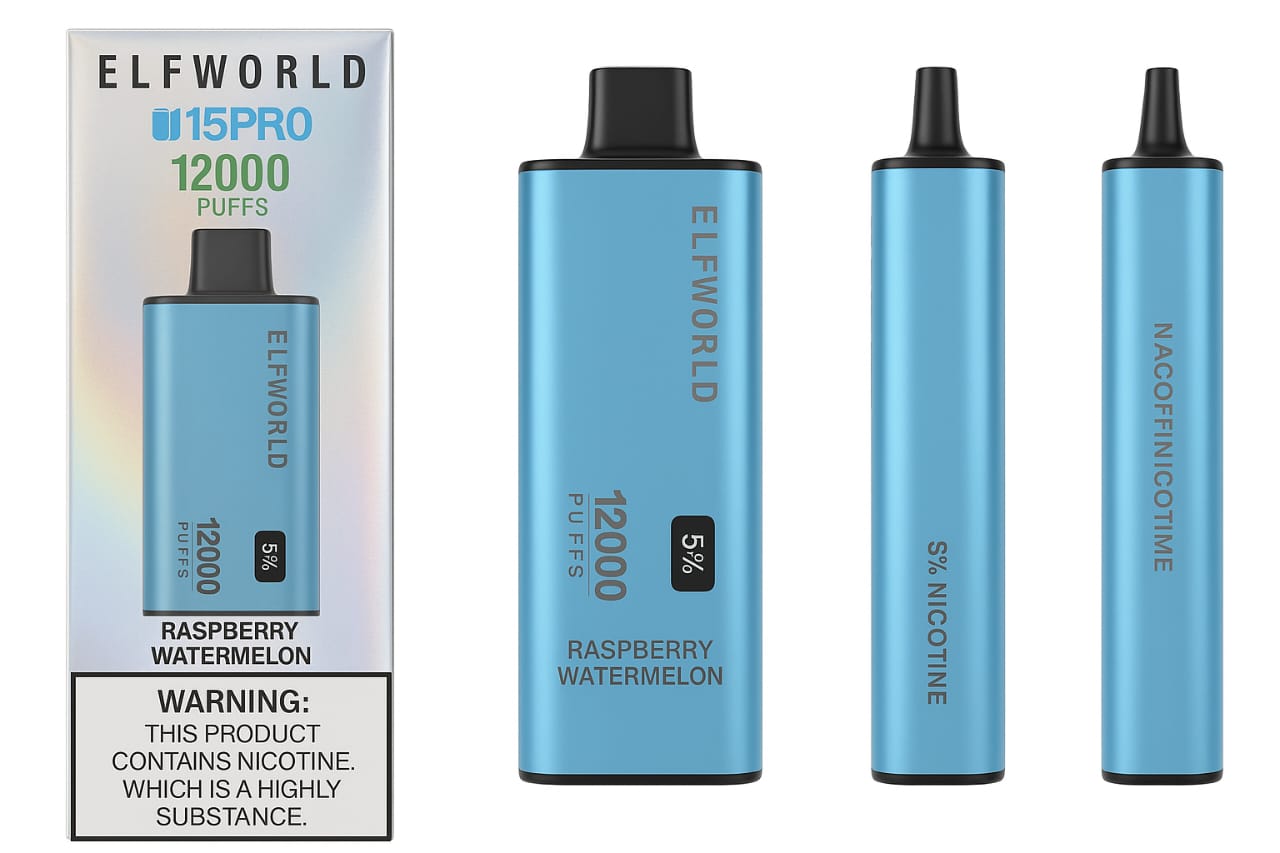 ELFWORLD
15PRO
12000
PUFFS
ELFWORLD
12000
PUFFS
5%
RASPBERRY
WATERMELON
WARNING:
THIS PRODUCT
CONTAINS NICOTINE.
WHICH IS A HIGHLY
SUBSTANCE.
ELFWORLD
12000
PUFFS
5%
RASPBERRY
WATERMELON
S% NICOTINE
NACOFFINICOTIME